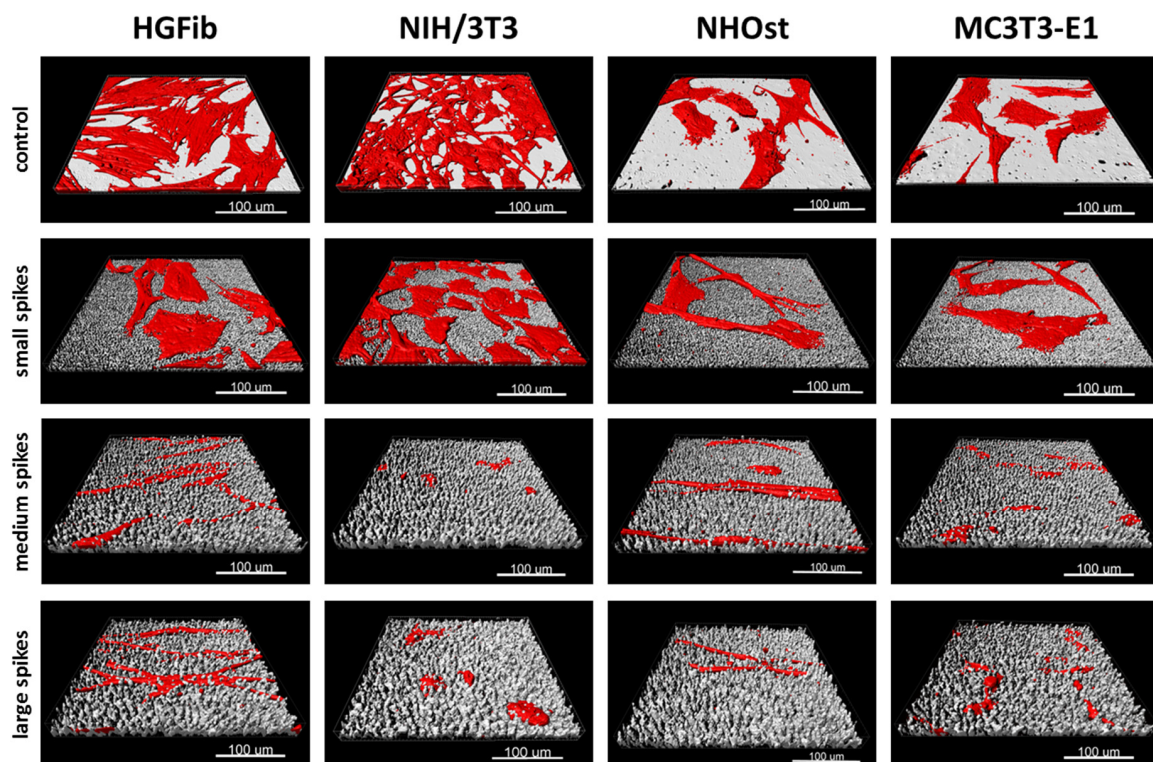 HGFib NIH/3T3 NHOst MC3T3-E1
control
100 um 100 um 100 um 100 um
small spikes
100 um 100 um 100 um 100 um
medium spikes
100 um 100 um 100 um 100 um
large spikes
100 um 100 um 100 um 100 um